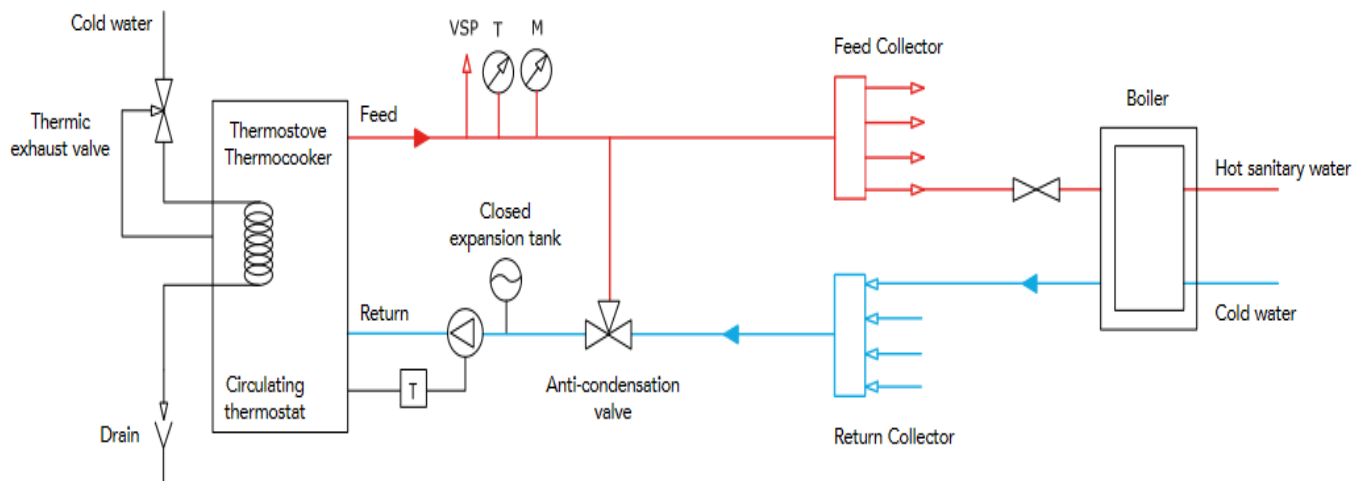 Cold water
VSP
T
M
Feed Collector
Boiler
Thermic
exhaust valve
Thermostove
Thermocooker
Feed
Hot sanitary water
Closed
expansion tank
Return
Cold water
Circulating
thermostat
T
Anti-condensation
valve
Drain
Return Collector